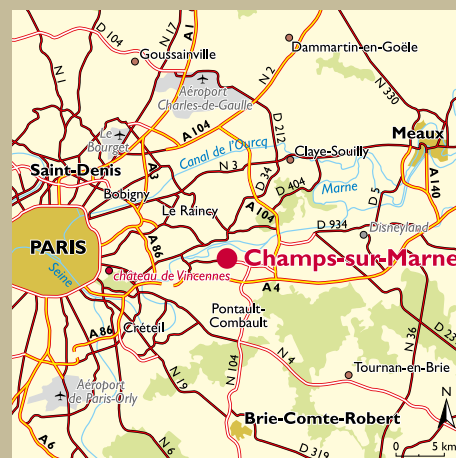 D 104
N 17
A 1
Goussainville
Dammartin-en-Goële
N 1
Aéroport
Charles-de-Gaulle
N 2
N 330
Le
Bourget
A 104
D 212
Meaux
Canal de l'Ourcq
Claye-Souilly
Saint-Denis
A 3
N 3
D 34
D 404
Marne
D 5
A 140
Bobigny
Le Raincy
A 104
D 934
Disneyland
PARIS
A 86
Champs-sur-Marne
Seine
château de Vincennes
A 4
A 86
Créteil
Pontault-
Combault
N 36
D 23
N 104
N 4
Tournan-en-Brie
Aéroport
de Paris-Orly
N 19
Brie-Comte-Robert
N
A 6
N 6
D 319
0 5 km